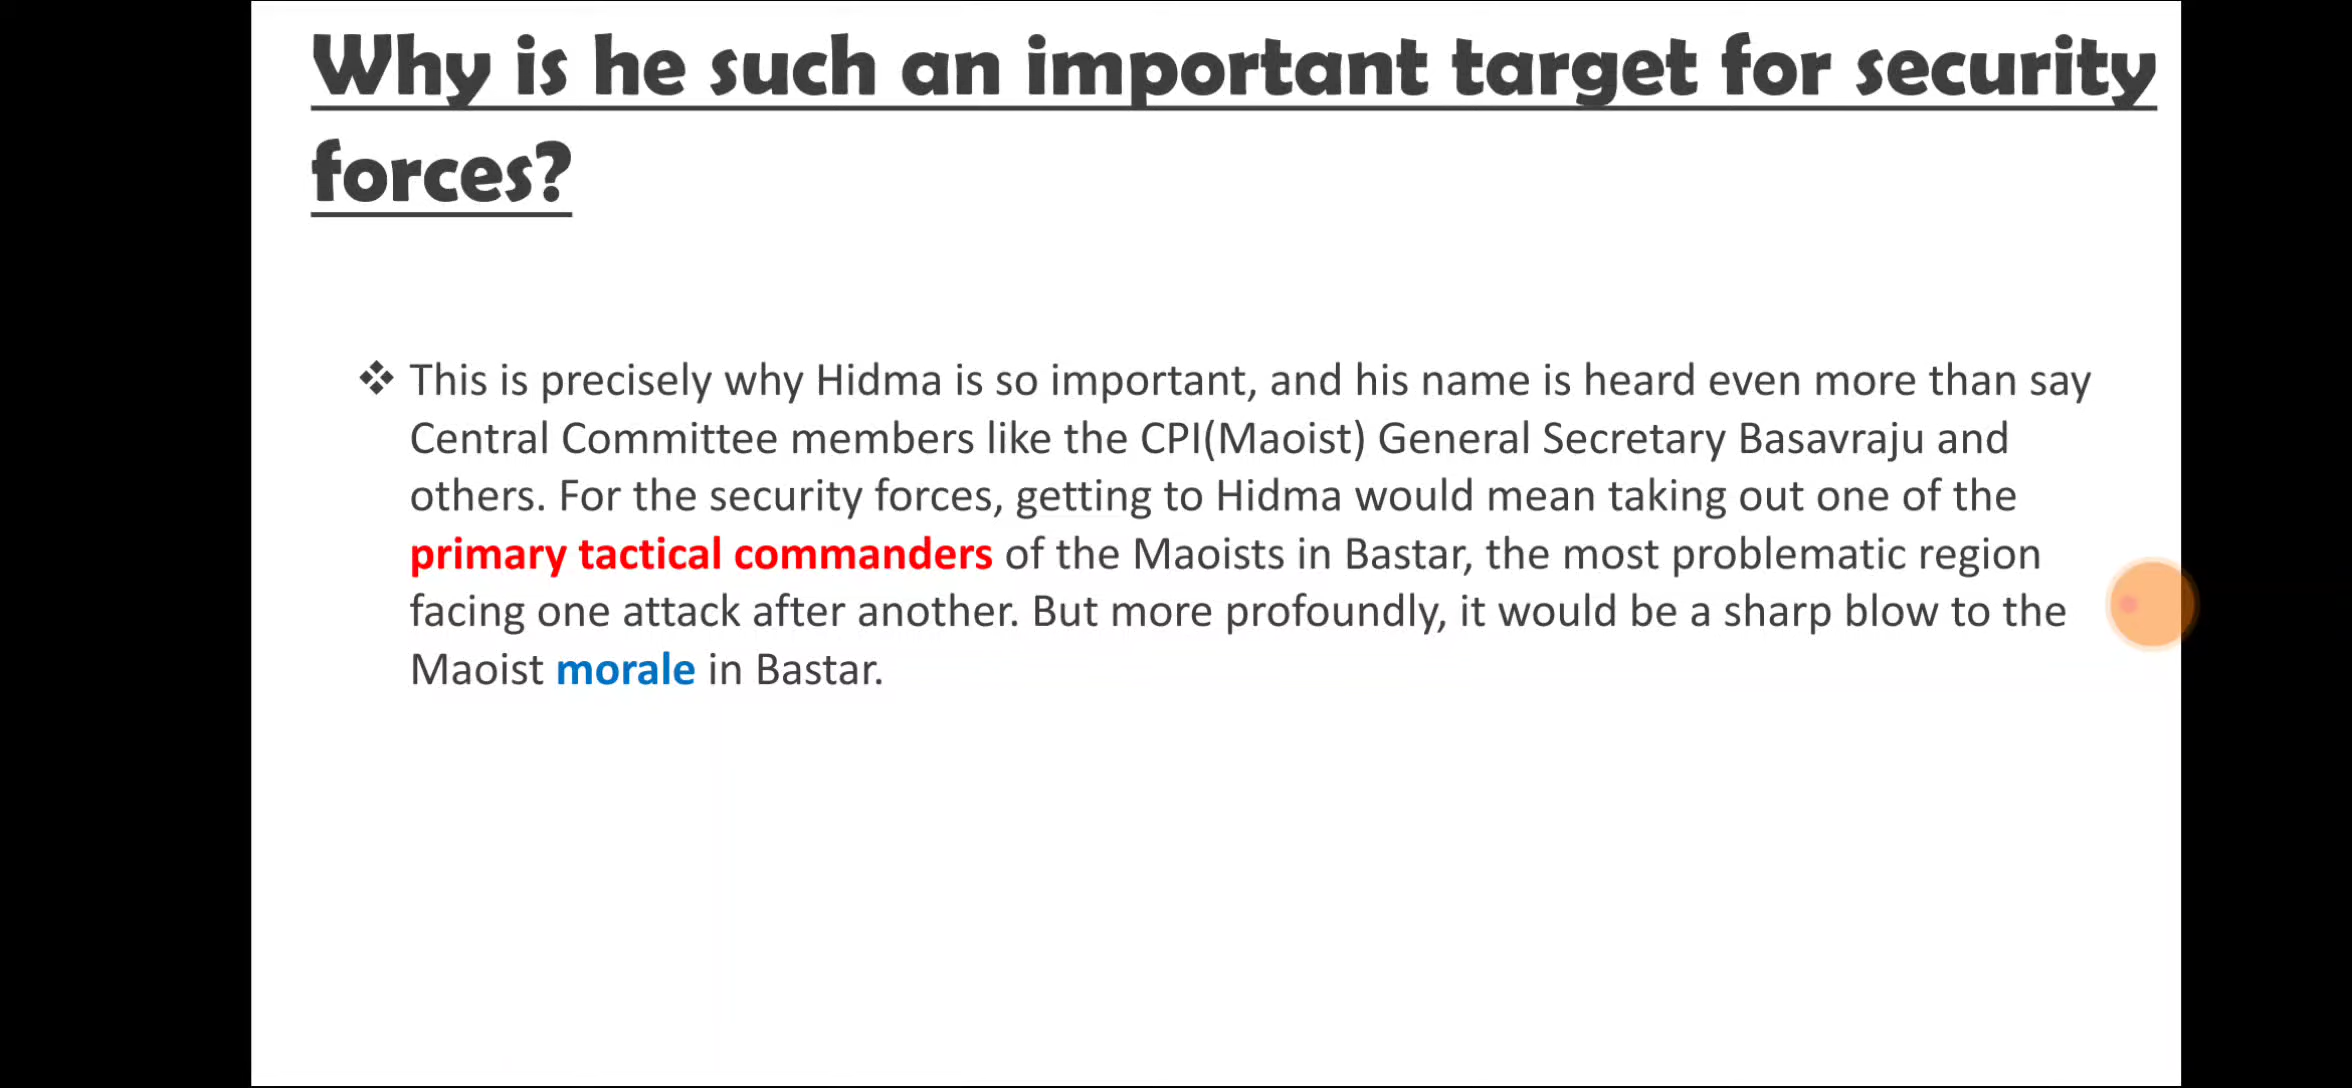 Why is he such an important target for security
forces?
❖ This is precisely why Hidma is so important, and his name is heard even more than say
Central Committee members like the CPI(Maoist) General Secretary Basavraju and
others. For the security forces, getting to Hidma would mean taking out one of the
primary tactical commanders of the Maoists in Bastar, the most problematic region
facing one attack after another. But more profoundly, it would be a sharp blow to the
Maoist morale in Bastar.